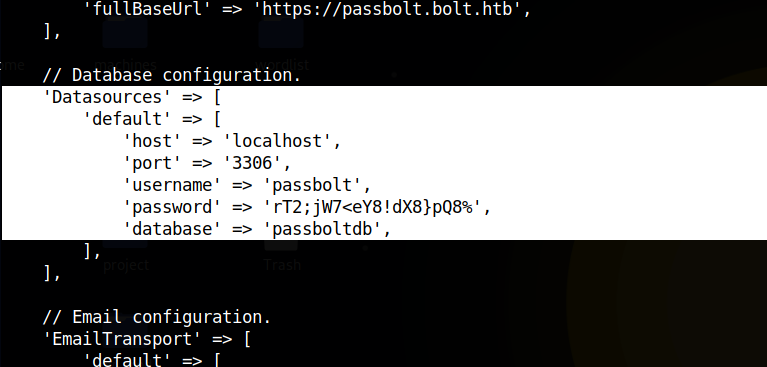 'fullBaseUrl' => 'https://passbolt.bolt.htb',
],
// Database configuration.
'Datasources' => [
'default' => [
'host' => 'localhost',
'port' => '3306',
'username' => 'passbolt',
'password' => 'rT2;jW7<eY8!dX8}pQ8%',
'database' => 'passboltdb',
],
project Trash
],
// Email configuration.
'EmailTransport' => [
'default' => [